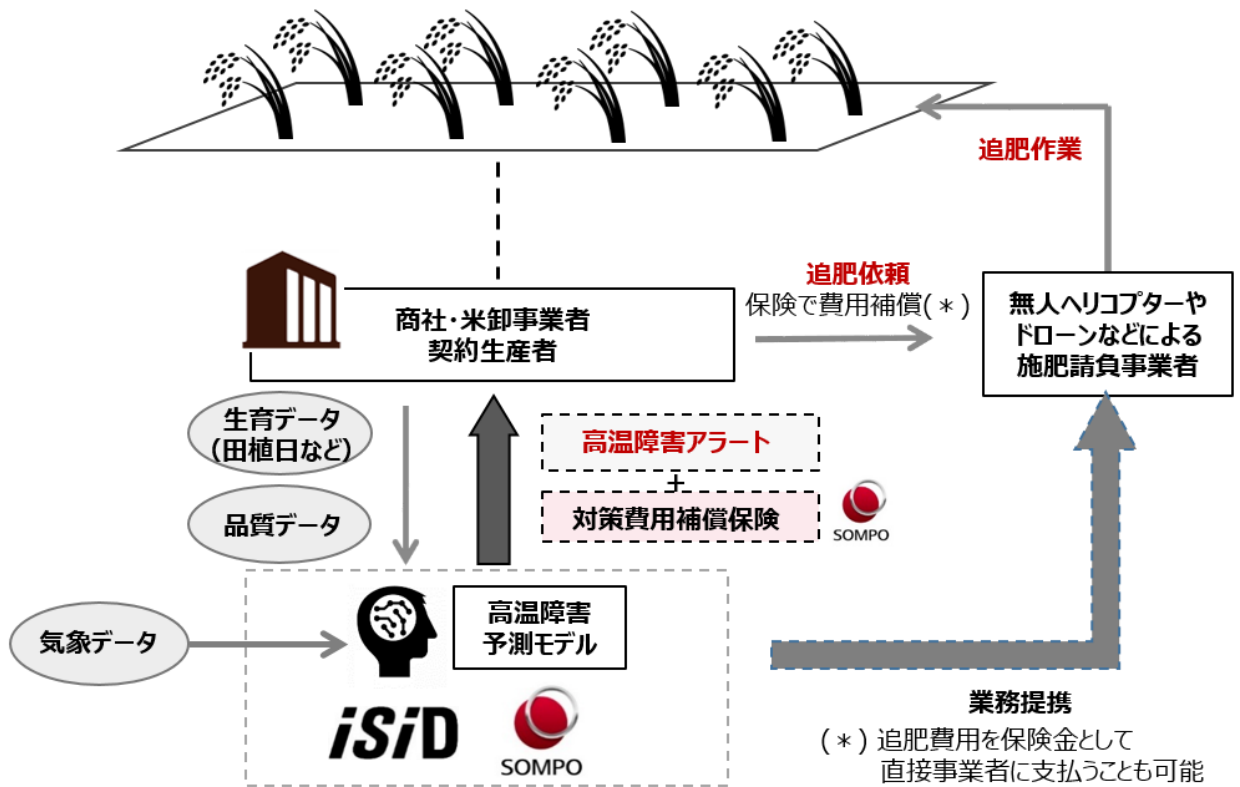 追肥作業
追肥依頼
保険で費用補償(＊)
無人ヘリコプターや
ドローンなどによる
施肥請負事業者
商社・米卸事業者
契約生産者
生育データ
(田植日など)
品質データ
高温障害アラート
+
対策費用補償保険
SOMPO
気象データ
高温障害
予測モデル
iSiD
SOMPO
業務提携
(＊) 追肥費用を保険金として
直接事業者に支払うことも可能